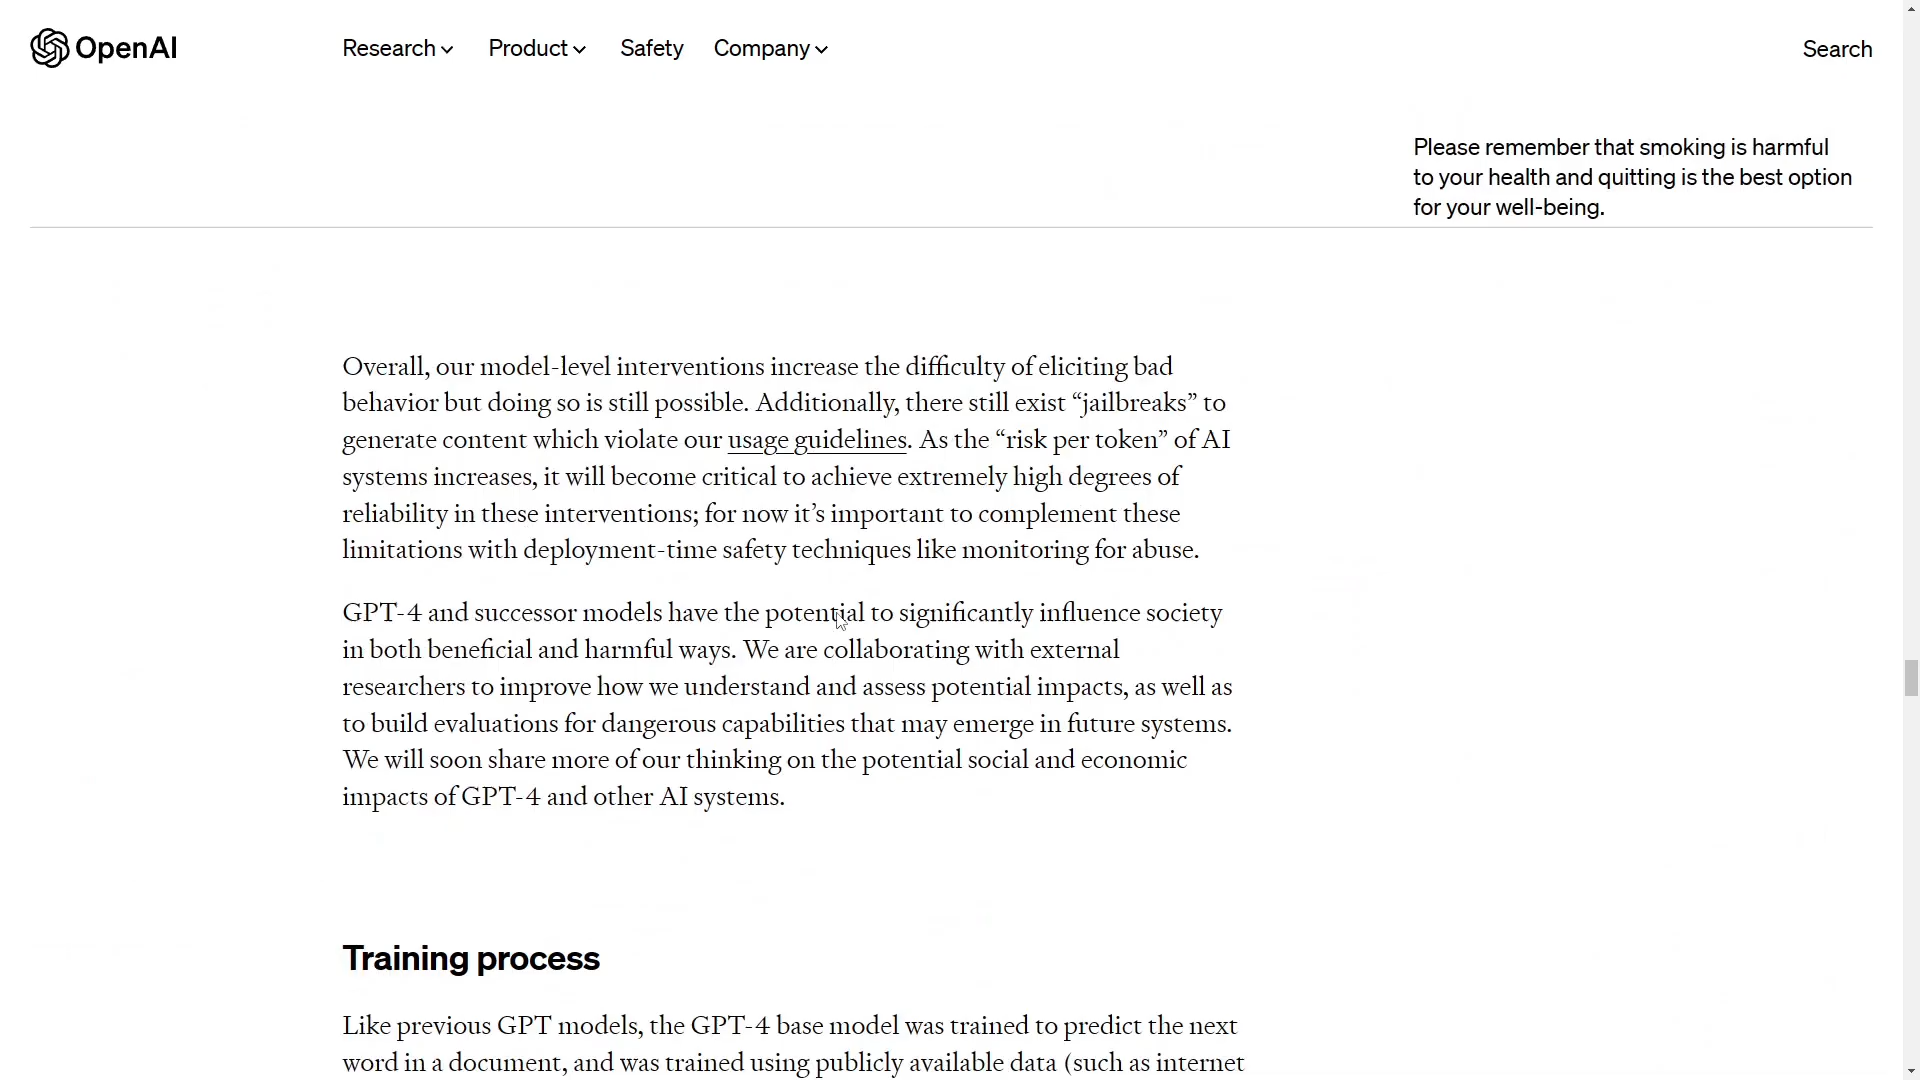 OpenAI
Research Product Safety Company
Search
Please remember that smoking is harmful
to your health and quitting is the best option
for your well-being.
Overall, our model-level interventions increase the difficulty of eliciting bad
behavior but doing so is still possible. Additionally, there still exist “jailbreaks” to
generate content which violate our usage guidelines. As the “risk per token” of AI
systems increases, it will become critical to achieve extremely high degrees of
reliability in these interventions; for now it’s important to complement these
limitations with deployment-time safety techniques like monitoring for abuse.
GPT-4 and successor models have the potential to significantly influence society
in both beneficial and harmful ways. We are collaborating with external
researchers to improve how we understand and assess potential impacts, as well as
to build evaluations for dangerous capabilities that may emerge in future systems.
We will soon share more of our thinking on the potential social and economic
impacts of GPT-4 and other AI systems.
Training process
Like previous GPT models, the GPT-4 base model was trained to predict the next
word in a document, and was trained using publicly available data (such as internet